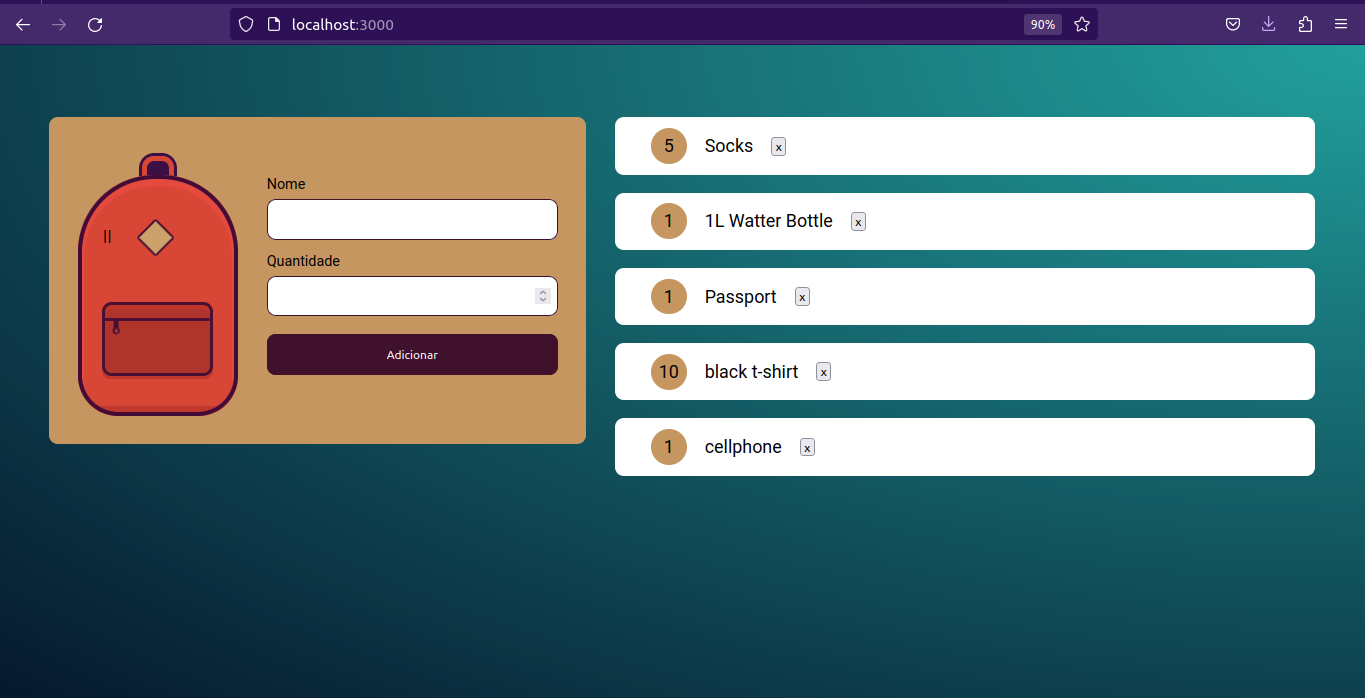 localhost:3000
90%
Nome
Quantidade
Adicionar
5 Socks x
1 1L Watter Bottle x
1 Passport x
10 black t-shirt x
1 cellphone x